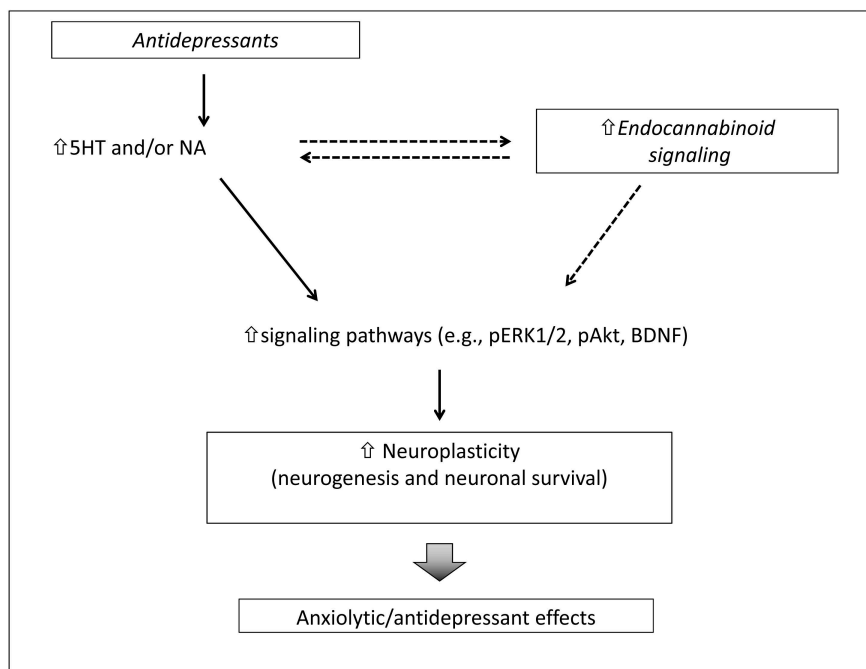 Antidepressants
⇧5HT and/or NA
⇧Endocannabinoid
signaling
⇧signaling pathways (e.g., pERK1/2, pAkt, BDNF)
⇧ Neuroplasticity
(neurogenesis and neuronal survival)
Anxiolytic/antidepressant effects